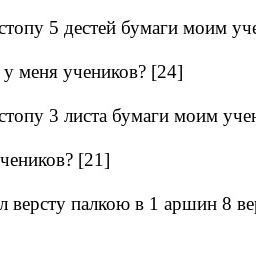 стопу 5 дестей бумаги моим уче
у меня учеников? [24]
стопу 3 листа бумаги моим учен
чеников? [21]
л версту палкою в 1 аршин 8 вер